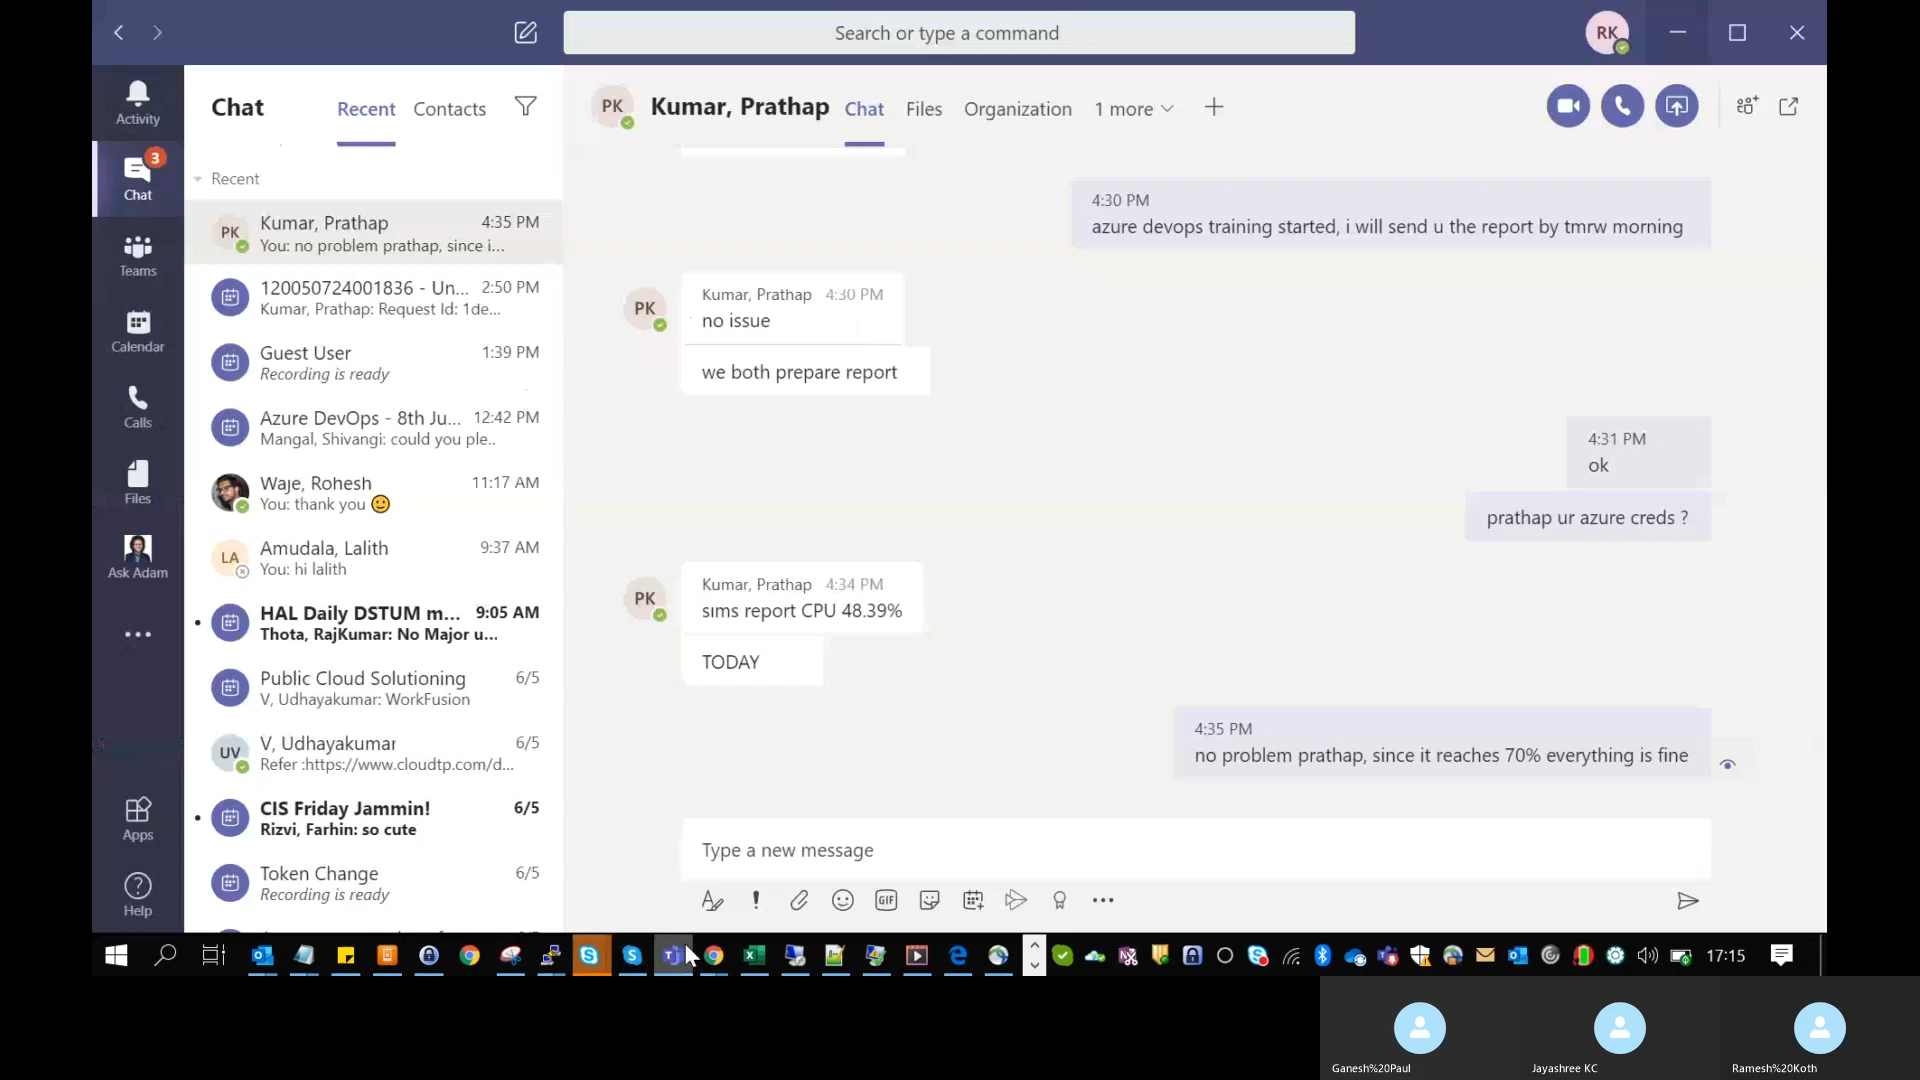 Search or type a command
RK
Activity
3
Chat
Teams
Calendar
Calls
Files
Ask Adam
Apps
Help
Chat
Recent
Contacts
Recent
PK
Kumar, Prathap
4:35 PM
You: no problem prathap, since i...
120050724001836 - Un...
2:50 PM
Kumar, Prathap: Request Id: 1de...
Guest User
1:39 PM
Recording is ready
Azure DevOps - 8th Ju...
12:42 PM
Mangal, Shivangi: could you ple..
Waje, Rohesh
11:17 AM
You: thank you
LA
Amudala, Lalith
9:37 AM
You: hi lalith
HAL Daily DSTUM m...
9:05 AM
Thota, RajKumar: No Major u...
Public Cloud Solutioning
6/5
V, Udhayakumar: WorkFusion
UV
V, Udhayakumar
6/5
Refer :https://www.cloudtp.com/d...
CIS Friday Jammin!
6/5
Rizvi, Farhin: so cute
Token Change
6/5
Recording is ready
PK
Kumar, Prathap
Chat
Files
Organization
1 more
4:30 PM
azure devops training started, i will send u the report by tmrw morning
PK
Kumar, Prathap 4:30 PM
no issue
we both prepare report
4:31 PM
ok
prathap ur azure creds ?
PK
Kumar, Prathap 4:34 PM
sims report CPU 48.39%
TODAY
4:35 PM
no problem prathap, since it reaches 70% everything is fine
Type a new message
GIF
17:15
Ganesh%20Paul
Jayashree KC
Ramesh%20Koth